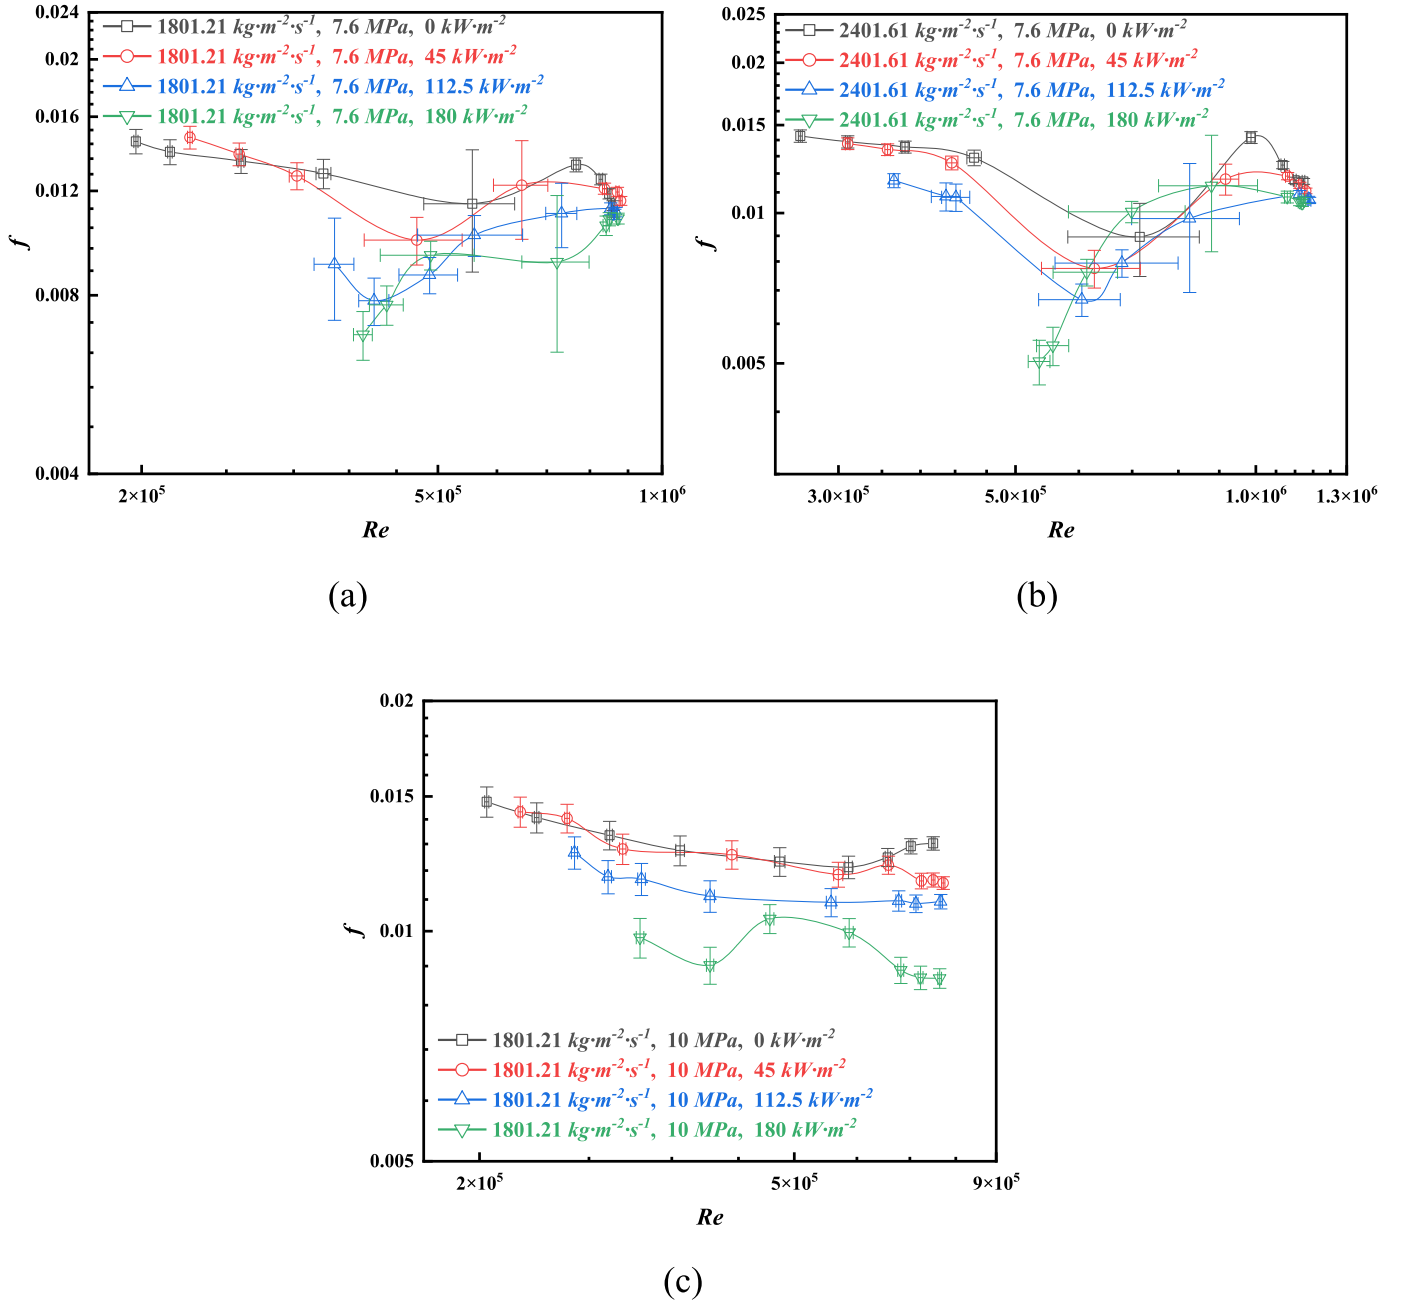 1801.21 kg·m⁻²·s⁻¹, 7.6 MPa, 0 kW·m⁻²
1801.21 kg·m⁻²·s⁻¹, 7.6 MPa, 45 kW·m⁻²
1801.21 kg·m⁻²·s⁻¹, 7.6 MPa, 112.5 kW·m⁻²
1801.21 kg·m⁻²·s⁻¹, 7.6 MPa, 180 kW·m⁻²
0.024
0.02
0.016
0.012
0.008
0.004
f
2×10⁵ 5×10⁵ 1×10⁶
Re
(a)
2401.61 kg·m⁻²·s⁻¹, 7.6 MPa, 0 kW·m⁻²
2401.61 kg·m⁻²·s⁻¹, 7.6 MPa, 45 kW·m⁻²
2401.61 kg·m⁻²·s⁻¹, 7.6 MPa, 112.5 kW·m⁻²
2401.61 kg·m⁻²·s⁻¹, 7.6 MPa, 180 kW·m⁻²
0.025
0.02
0.015
0.01
0.005
f
3.0×10⁵ 5.0×10⁵ 1.0×10⁶ 1.3×10⁶
Re
(b)
0.02
0.015
0.01
0.005
f
1801.21 kg·m⁻²·s⁻¹, 10 MPa, 0 kW·m⁻²
1801.21 kg·m⁻²·s⁻¹, 10 MPa, 45 kW·m⁻²
1801.21 kg·m⁻²·s⁻¹, 10 MPa, 112.5 kW·m⁻²
1801.21 kg·m⁻²·s⁻¹, 10 MPa, 180 kW·m⁻²
2×10⁵ 5×10⁵ 9×10⁵
Re
(c)